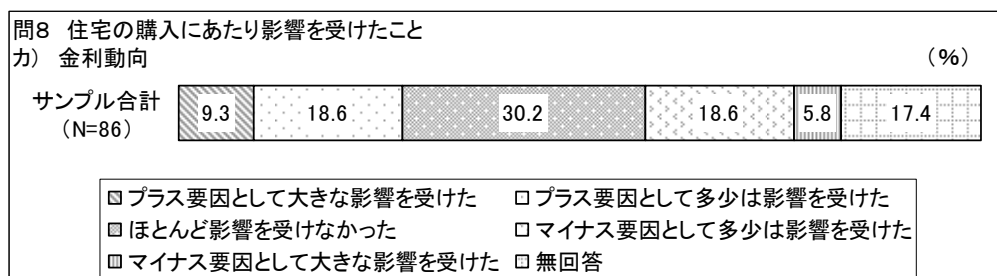 問8 住宅の購入にあたり影響を受けたこと
カ) 金利動向 (%)
サンプル合計 9.3 18.6 30.2 18.6 5.8 17.4
(N=86)
プラス要因として大きな影響を受けた プラス要因として多少は影響を受けた
ほとんど影響を受けなかった マイナス要因として多少は影響を受けた
マイナス要因として大きな影響を受けた 無回答